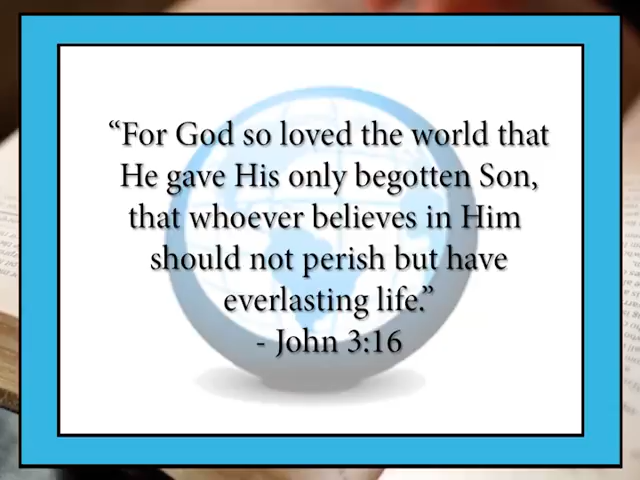 “For God so loved the world that
He gave His only begotten Son,
that whoever believes in Him
should not perish but have
everlasting life.”
- John 3:16